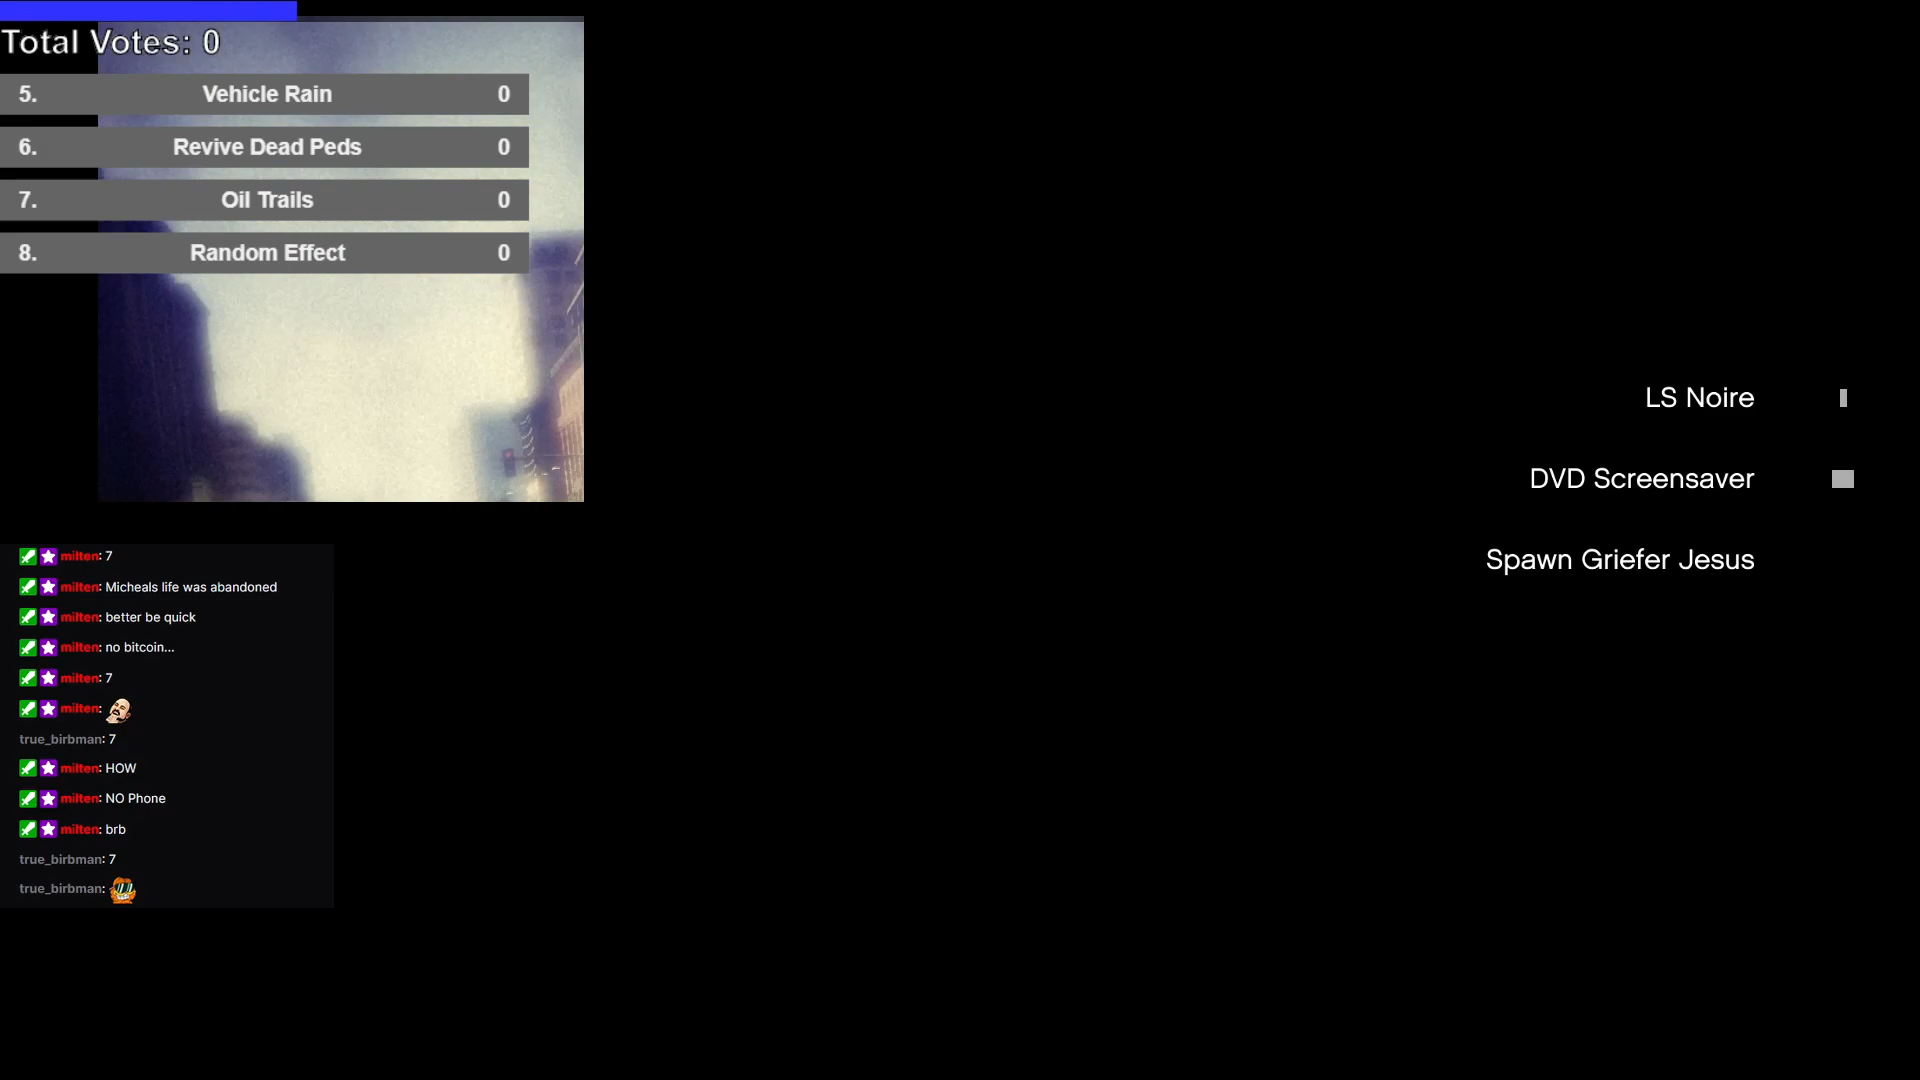 Total Votes: 0
5. Vehicle Rain 0
6. Revive Dead Peds 0
7. Oil Trails 0
8. Random Effect 0
LS Noire
DVD Screensaver
Spawn Griefer Jesus
milten: 7
milten: Micheals life was abandoned
milten: better be quick
milten: no bitcoin...
milten: 7
milten:
true_birbman: 7
milten: HOW
milten: NO Phone
milten: brb
true_birbman: 7
true_birbman: